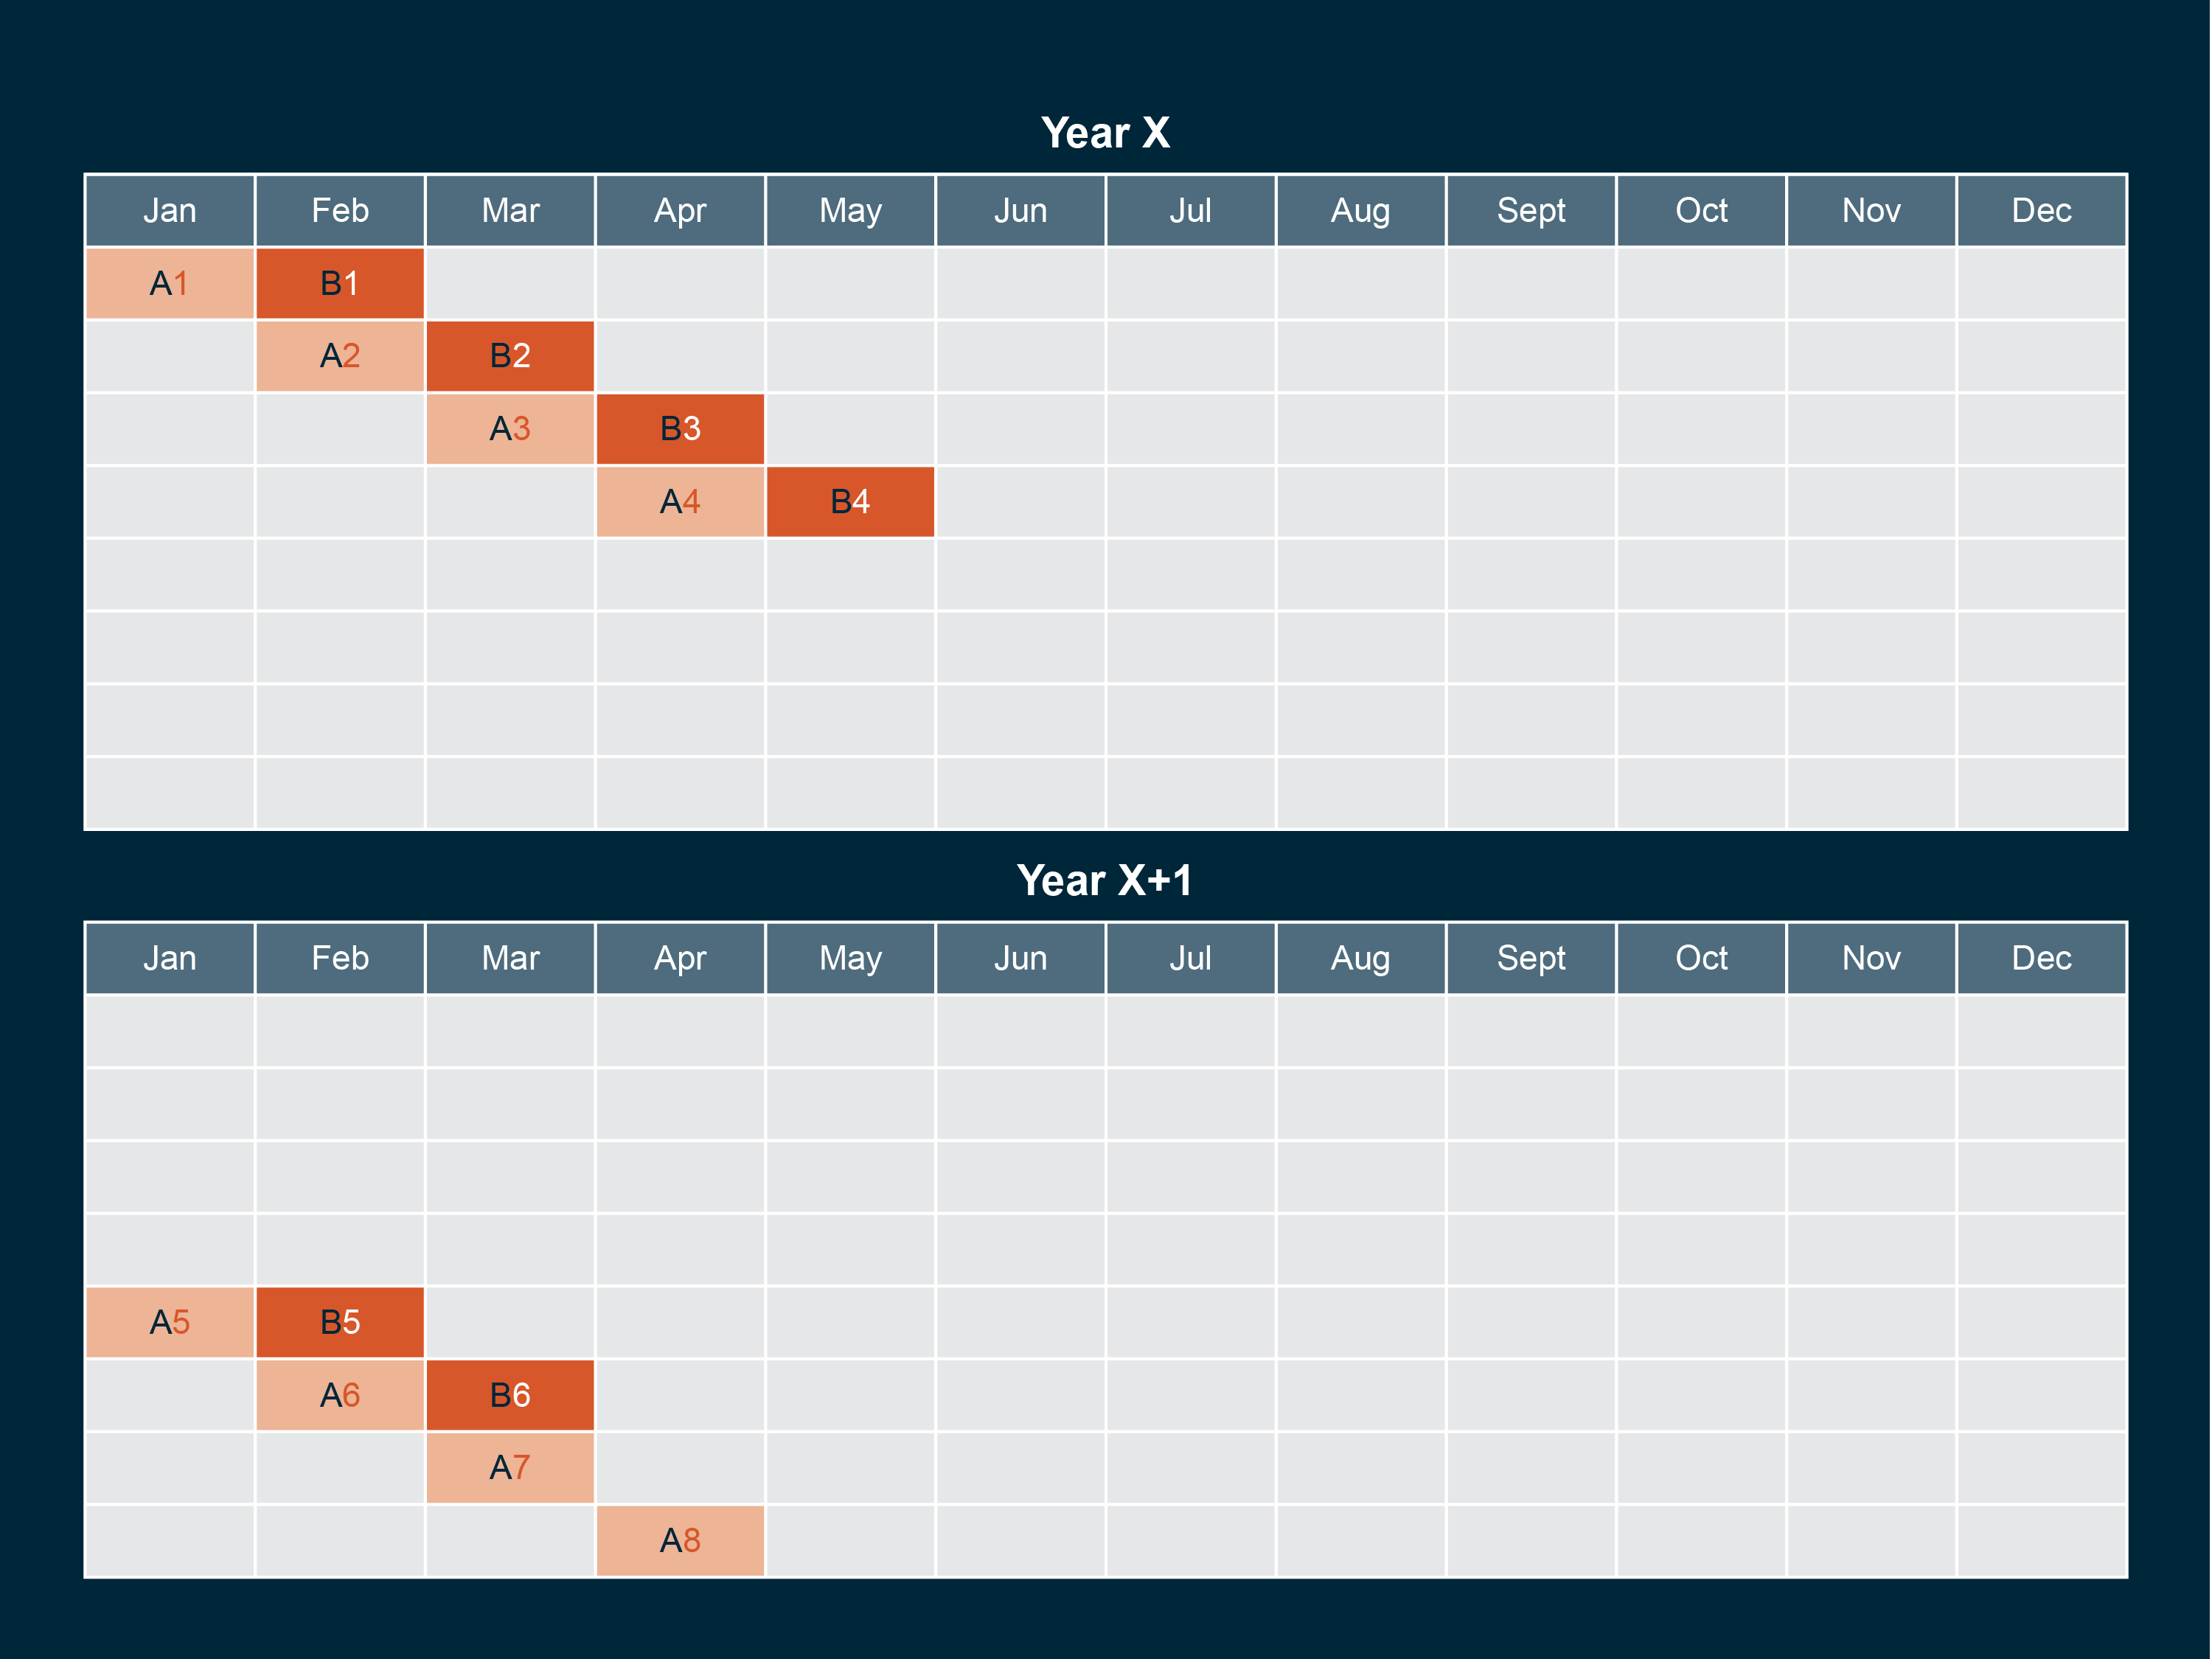 Year X
Jan Feb Mar Apr May Jun Jul Aug Sept Oct Nov Dec
A1 B1
A2 B2
A3 B3
A4 B4
Year X+1
Jan Feb Mar Apr May Jun Jul Aug Sept Oct Nov Dec
A5 B5
A6 B6
A7
A8